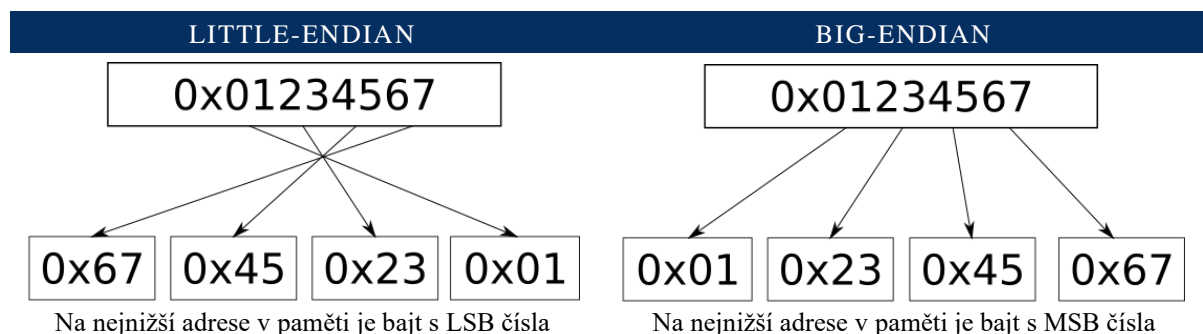 LITTLE-ENDIAN BIG-ENDIAN
0x01234567 0x01234567
0x67 0x45 0x23 0x01 0x01 0x23 0x45 0x67
Na nejnižší adrese v paměti je bajt s LSB čísla Na nejnižší adrese v paměti je bajt s MSB čísla